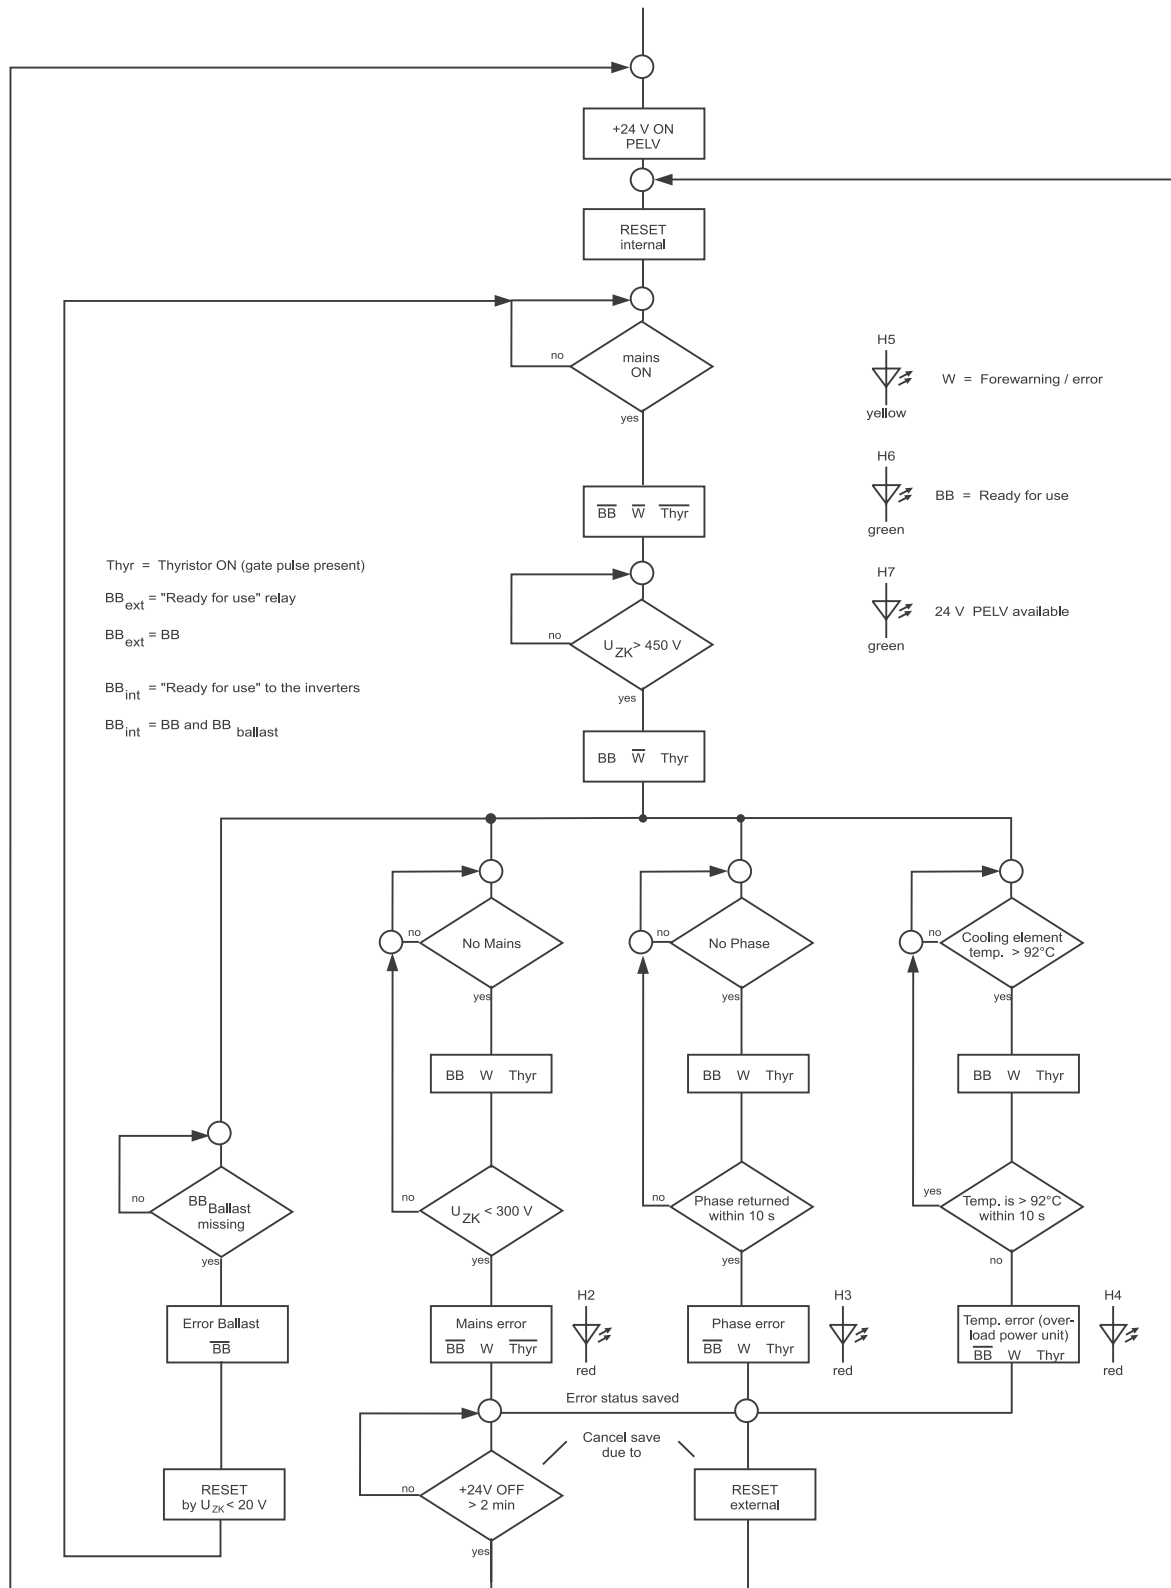 +24 V ON
PELV
RESET
internal
no
mains
ON
yes
H5
W = Forewarning / error
yellow
H6
BB = Ready for use
green
H7
24 V PELV available
green
B̅B̅ W̅ T̅h̅y̅r̅
Thyr = Thyristor ON (gate pulse present)
BBext = "Ready for use" relay
BBext = BB
BBint = "Ready for use" to the inverters
BBint = BB and BB ballast
no
UZK > 450 V
yes
BB W̅ Thyr
no
No Mains
yes
no
No Phase
yes
no
Cooling element
temp. > 92°C
yes
BB W Thyr
BB W Thyr
BB W Thyr
no
BBBallast
missing
yes
no
UZK < 300 V
yes
no
Phase returned
within 10 s
yes
yes
Temp. is > 92°C
within 10 s
no
Error Ballast
B̅B̅
Mains error
B̅B̅ W T̅h̅y̅r̅
H2
red
Phase error
B̅B̅ W Thyr
H3
red
Temp. error (over-
load power unit)
B̅B̅ W Thyr
H4
red
Error status saved
Cancel save
due to
RESET
by UZK < 20 V
no
+24V OFF
> 2 min
yes
RESET
external